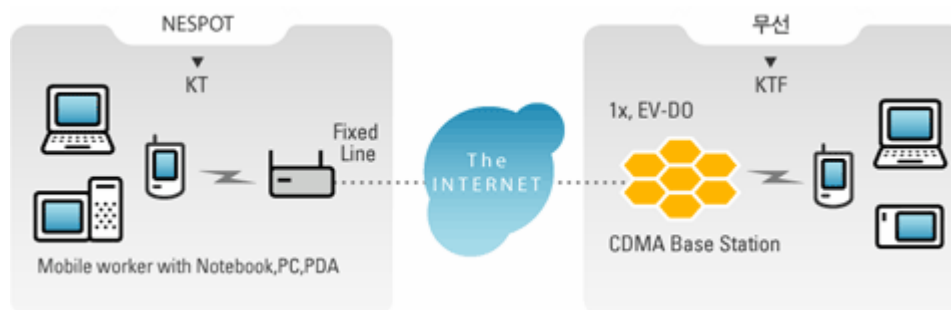 NESPOT
KT
Fixed
Line
Mobile worker with Notebook,PC,PDA
The
INTERNET
무선
KTF
1x, EV-DO
CDMA Base Station